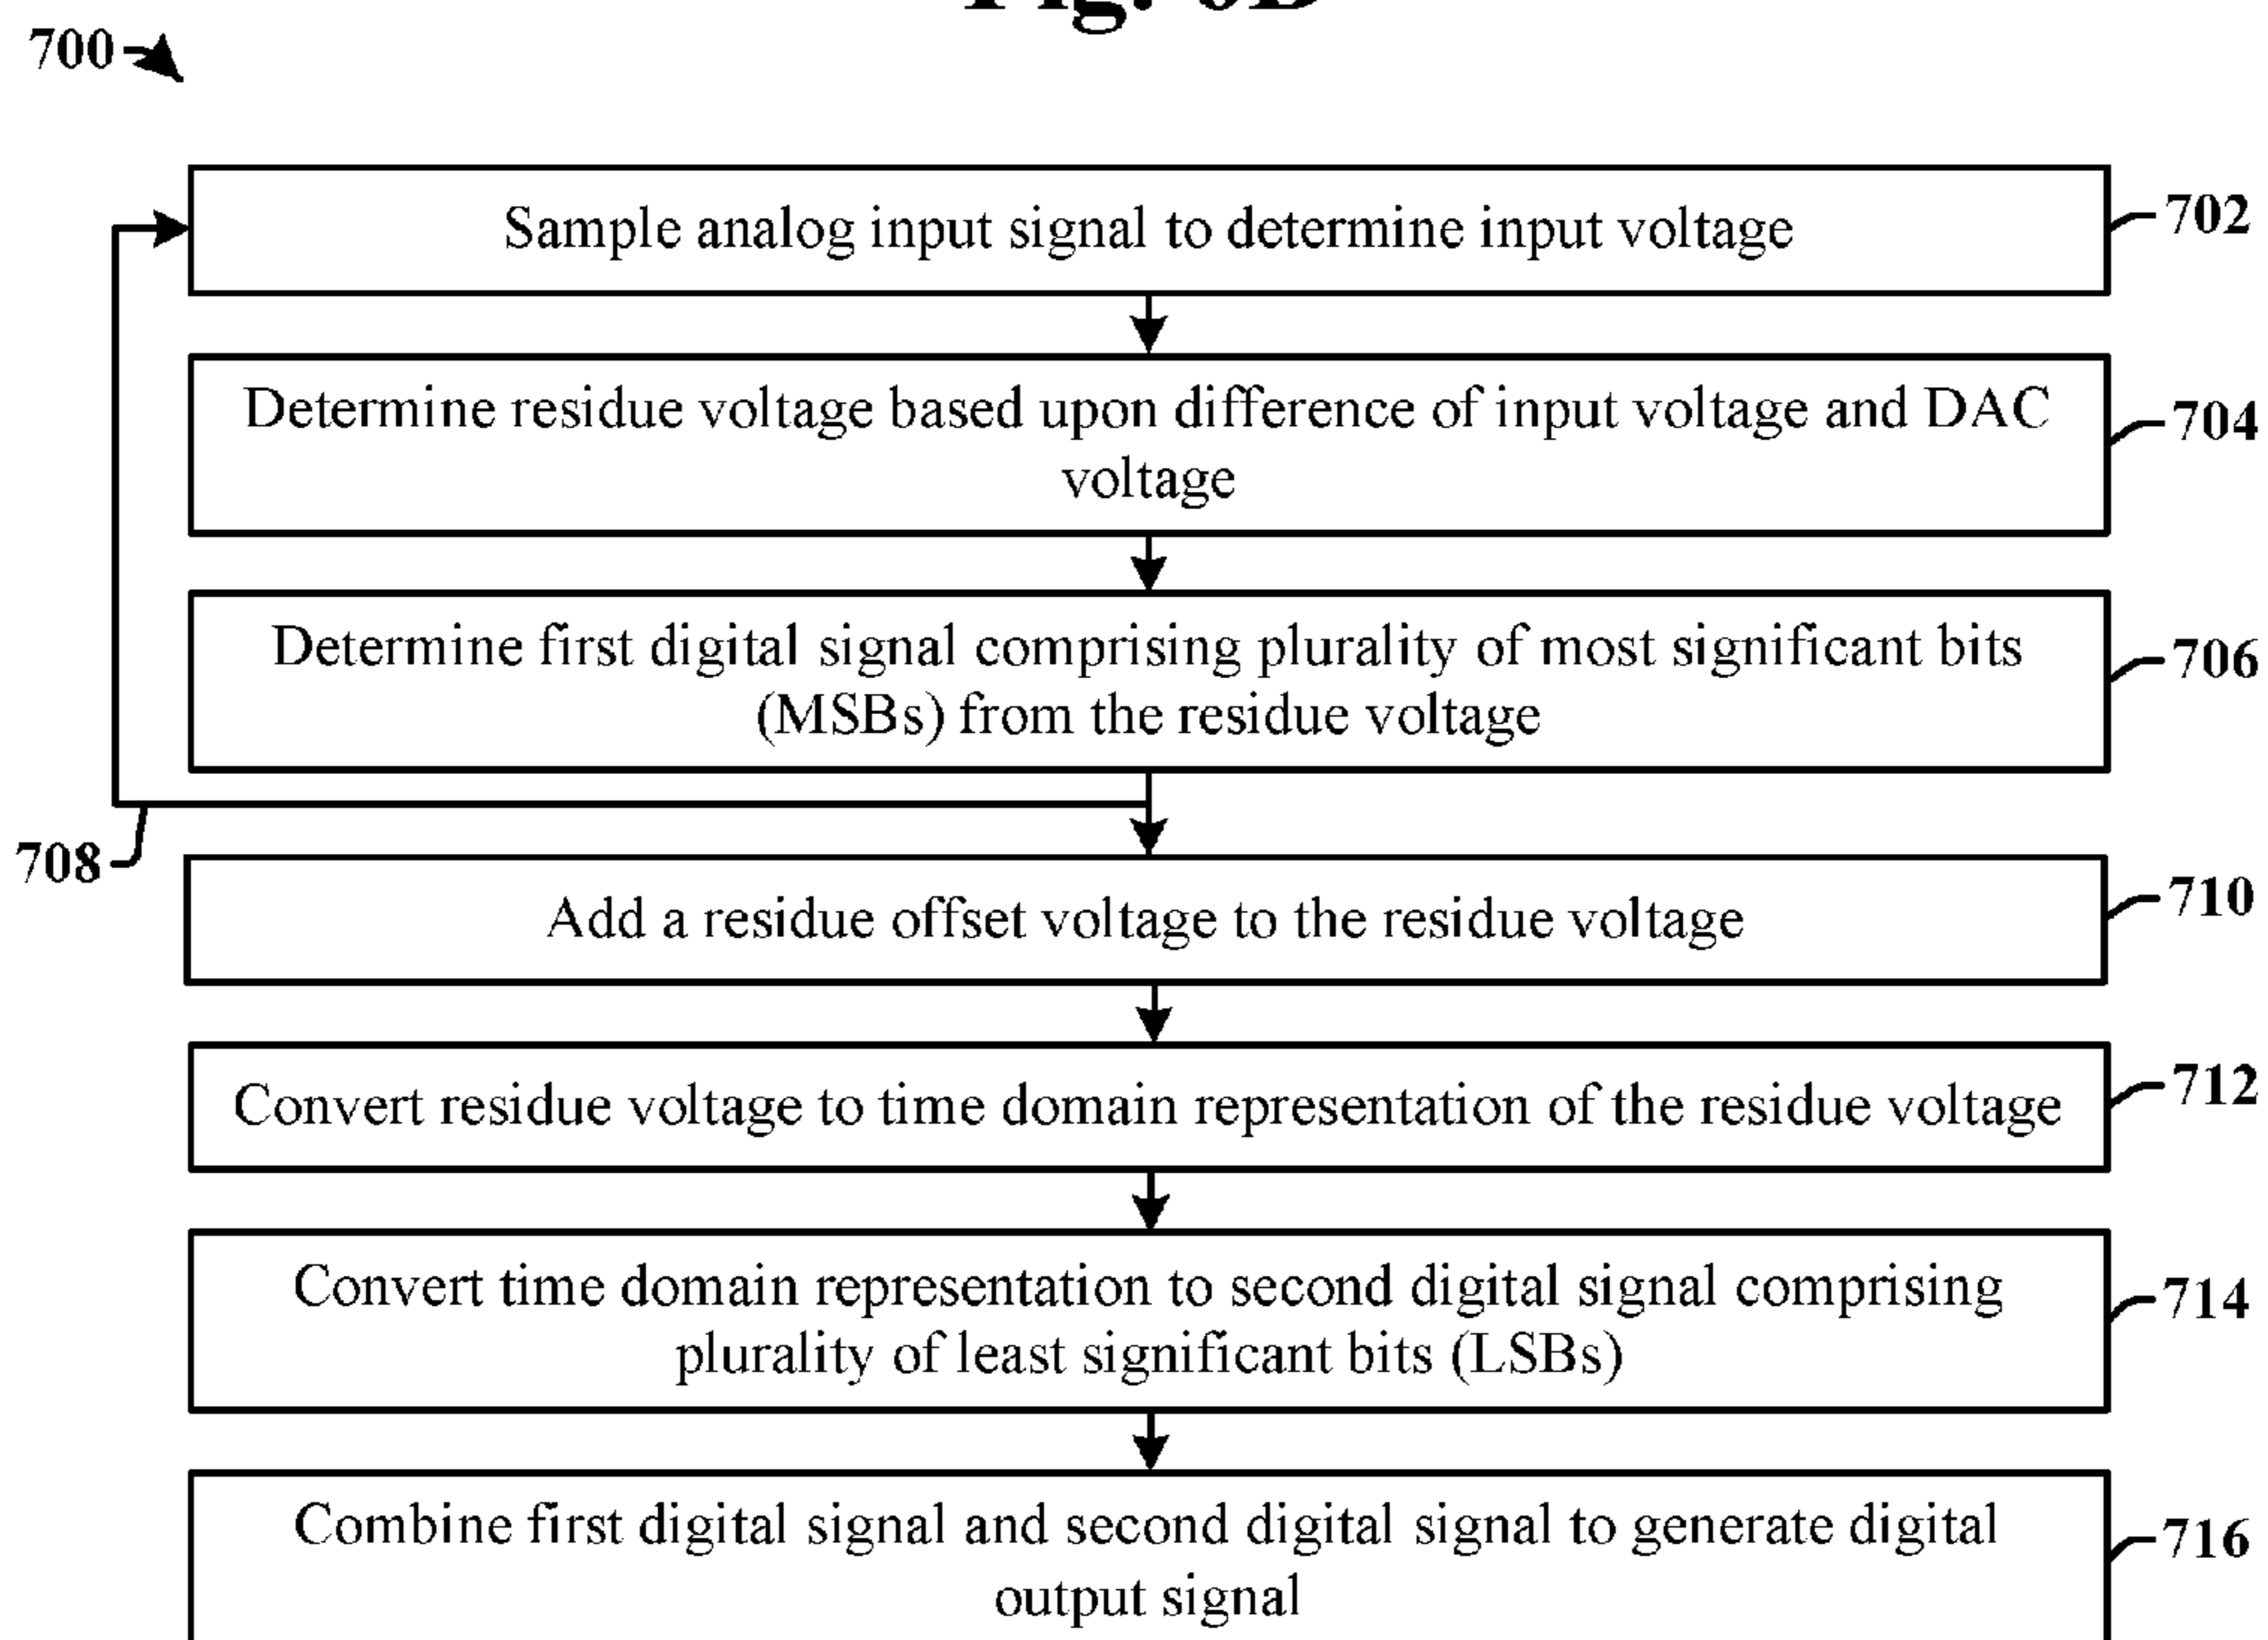 Fig.
700
Sample analog input signal to determine input voltage
702
Determine residue voltage based upon difference of input voltage and DAC
voltage
704
Determine first digital signal comprising plurality of most significant bits
(MSBs) from the residue voltage
706
708
Add a residue offset voltage to the residue voltage
710
Convert residue voltage to time domain representation of the residue voltage
712
Convert time domain representation to second digital signal comprising
plurality of least significant bits (LSBs)
714
Combine first digital signal and second digital signal to generate digital
output signal
716